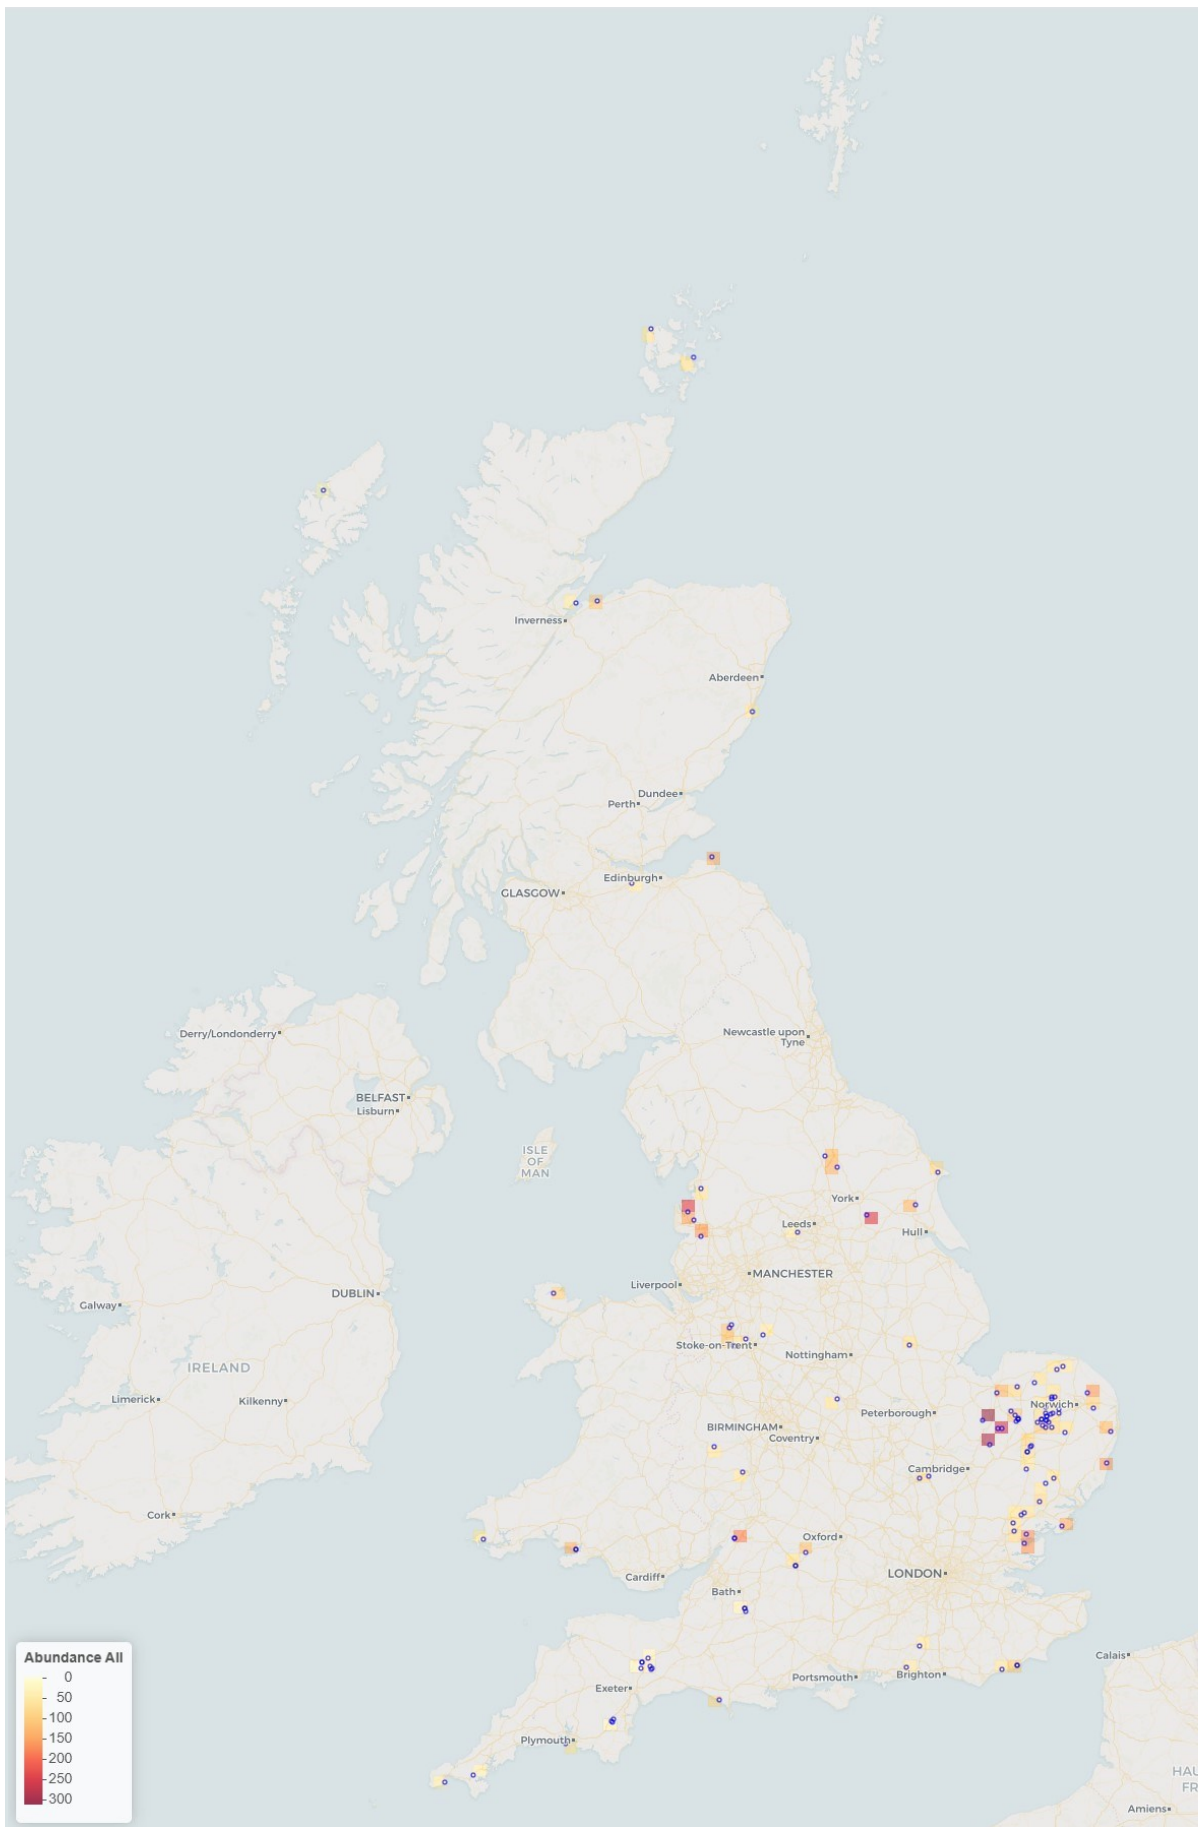 Inverness
Aberdeen
Dundee
Perth
Edinburgh
GLASGOW
Derry/Londonderry
Newcastle upon
Tyne
BELFAST
Lisburn
ISLE
OF
MAN
York
Leeds
Hull
MANCHESTER
Liverpool
DUBLIN
Galway
Stoke-on-Trent
Nottingham
IRELAND
Limerick
Kilkenny
Norwich
Peterborough
BIRMINGHAM
Coventry
Cambridge
Cork
Oxford
Cardiff
LONDON
Bath
Calais
Portsmouth
Brighton
Exeter
Plymouth
HAU
FR
Amiens
Abundance All
0
50
100
150
200
250
300